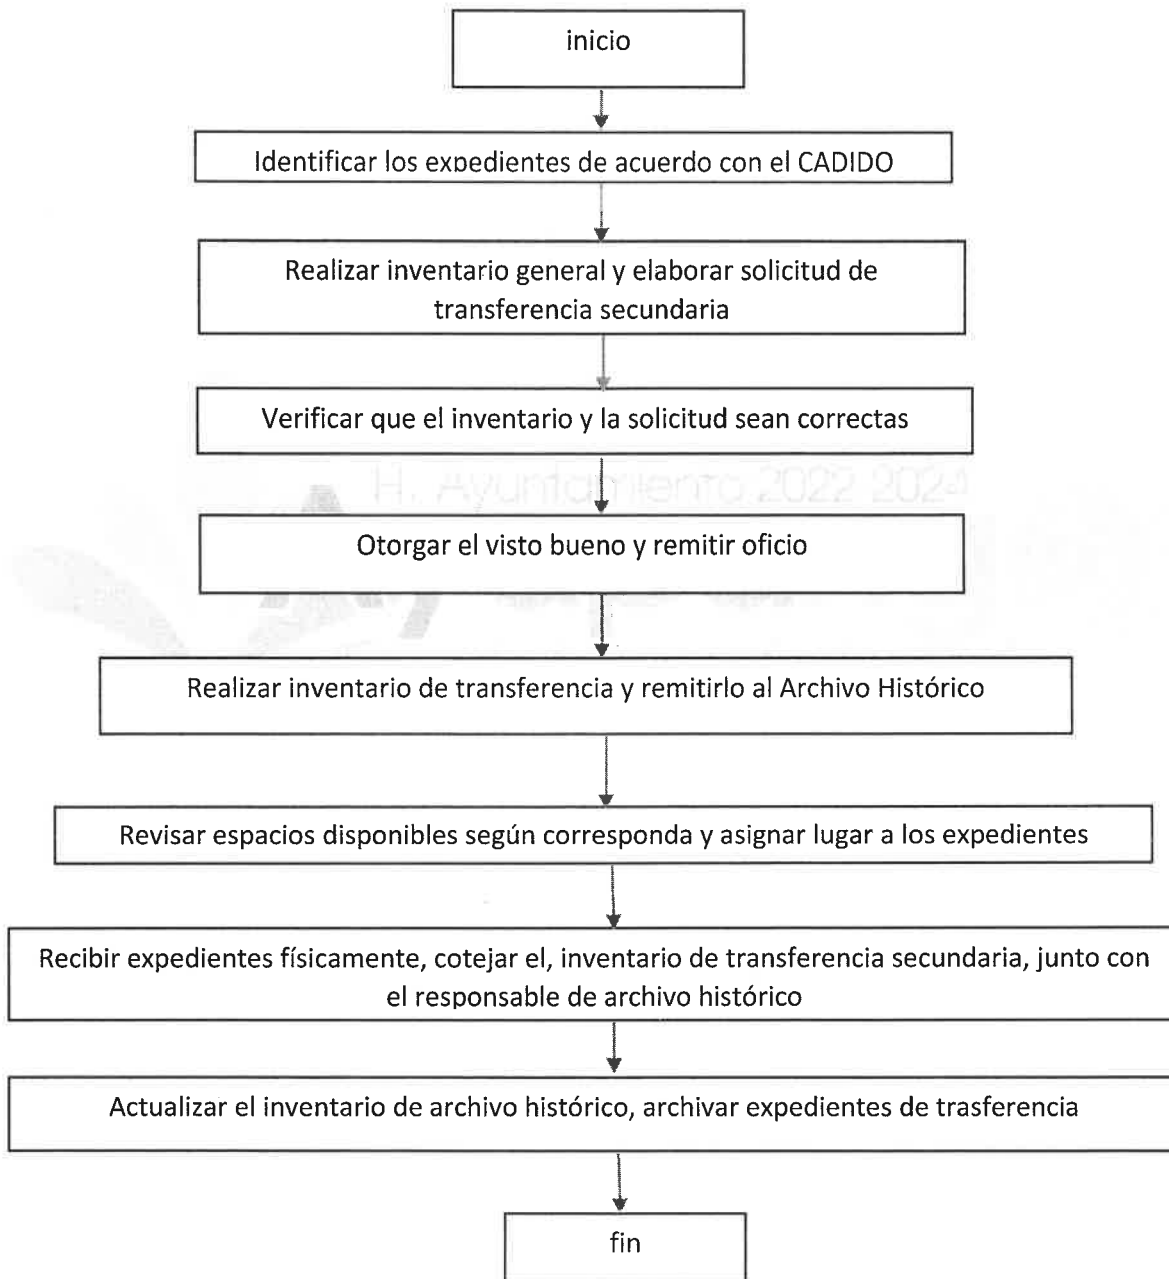 inicio
Identificar los expedientes de acuerdo con el CADIDO
Realizar inventario general y elaborar solicitud de
transferencia secundaria
Verificar que el inventario y la solicitud sean correctas
H. Ayuntamiento 2022 2024
Otorgar el visto bueno y remitir oficio
Realizar inventario de transferencia y remitirlo al Archivo Histórico
Revisar espacios disponibles según corresponda y asignar lugar a los expedientes
Recibir expedientes físicamente, cotejar el, inventario de transferencia secundaria, junto con
el responsable de archivo histórico
Actualizar el inventario de archivo histórico, archivar expedientes de trasferencia
fin